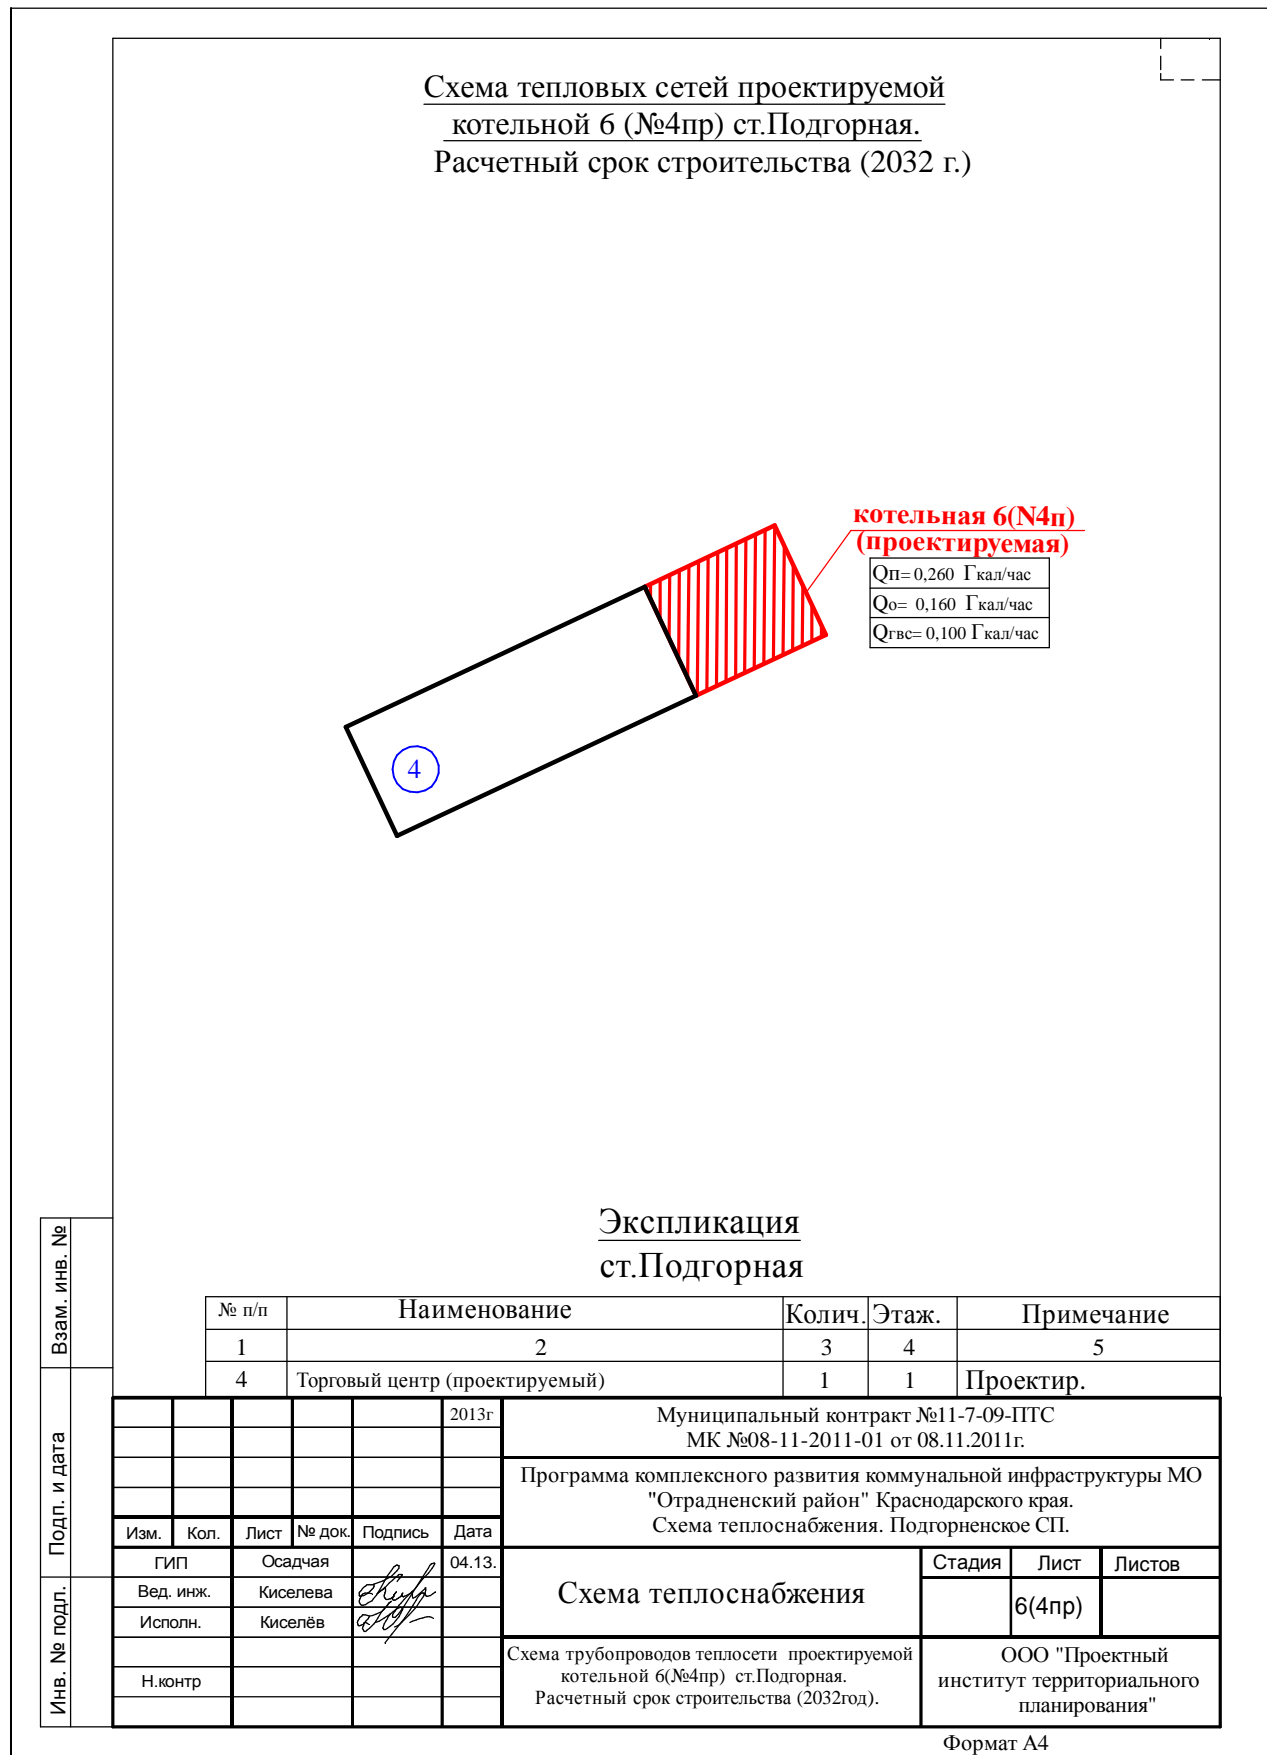 Схема тепловых сетей проектируемой
котельной 6 (№4пр) ст.Подгорная.
Расчетный срок строительства (2032 г.)
котельная 6(N4п)
(проектируемая)
Qп= 0,260 Гкал/час
Qо= 0,160 Гкал/час
Qгвс= 0,100 Гкал/час
4
Экспликация
ст.Подгорная
№ п/п Наименование Колич. Этаж. Примечание
1 2 3 4 5
4 Торговый центр (проектируемый) 1 1 Проектир.
Взам. инв. №
Подп. и дата
Инв. № подл.
2013г
Муниципальный контракт №11-7-09-ПТС
МК №08-11-2011-01 от 08.11.2011г.
Программа комплексного развития коммунальной инфраструктуры МО
"Отрадненский район" Краснодарского края.
Схема теплоснабжения. Подгорненское СП.
Изм. Кол. Лист № док. Подпись Дата
ГИП Осадчая 04.13.
Вед. инж. Киселева
Исполн. Киселёв
Н.контр
Схема теплоснабжения
Стадия Лист Листов
6(4пр)
Схема трубопроводов теплосети проектируемой
котельной 6(№4пр) ст.Подгорная.
Расчетный срок строительства (2032год).
ООО "Проектный
институт территориального
планирования"
Формат А4